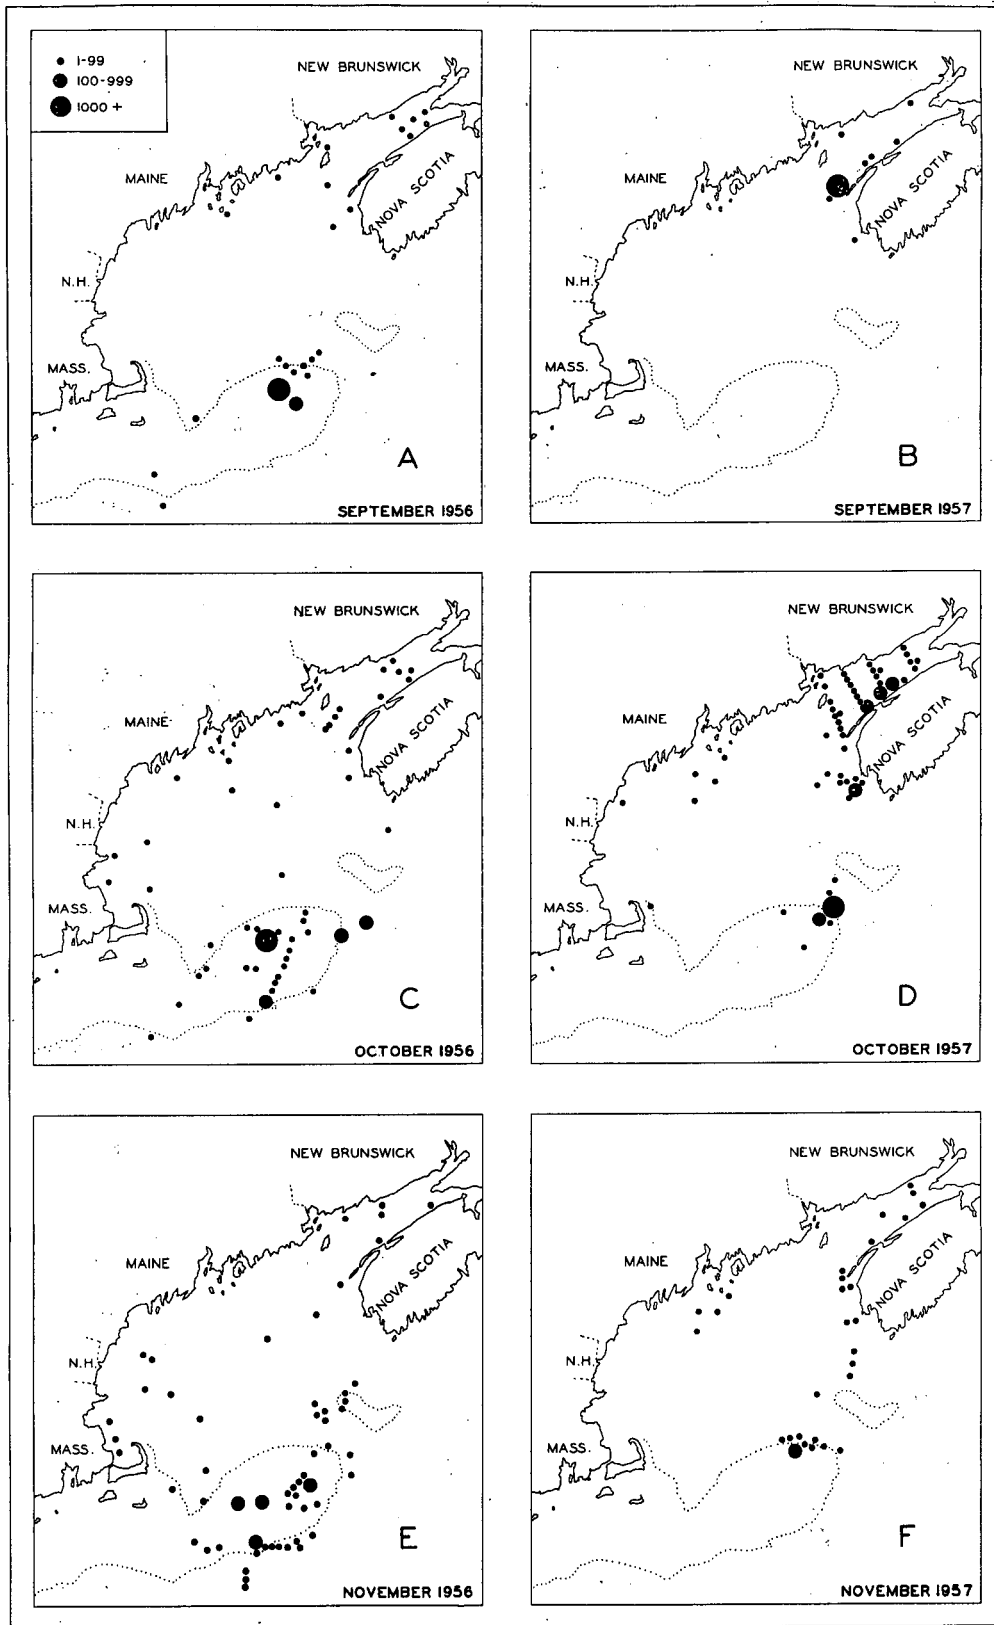 1-99
100-999
1000 +
NEW BRUNSWICK
MAINE
NOVA SCOTIA
N.H.
MASS.
A
SEPTEMBER 1956
NEW BRUNSWICK
MAINE
NOVA SCOTIA
N.H.
MASS.
B
SEPTEMBER 1957
NEW BRUNSWICK
MAINE
NOVA SCOTIA
N.H.
MASS.
C
OCTOBER 1956
NEW BRUNSWICK
MAINE
NOVA SCOTIA
N.H.
MASS.
D
OCTOBER 1957
NEW BRUNSWICK
MAINE
NOVA SCOTIA
N.H.
MASS.
E
NOVEMBER 1956
NEW BRUNSWICK
MAINE
NOVA SCOTIA
N.H.
MASS.
F
NOVEMBER 1957